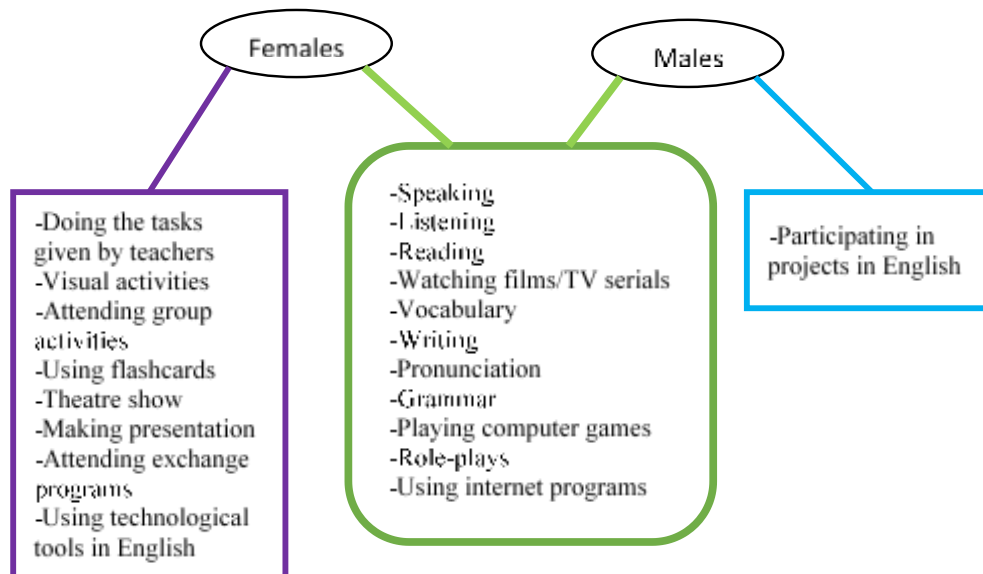 Females
Males
-Doing the tasks
given by teachers
-Visual activities
-Attending group
activities
-Using flashcards
-Theatre show
-Making presentation
-Attending exchange
programs
-Using technological
tools in English
-Speaking
-Listening
-Reading
-Watching films/TV serials
-Vocabulary
-Writing
-Pronunciation
-Grammar
-Playing computer games
-Role-plays
-Using internet programs
-Participating in
projects in English